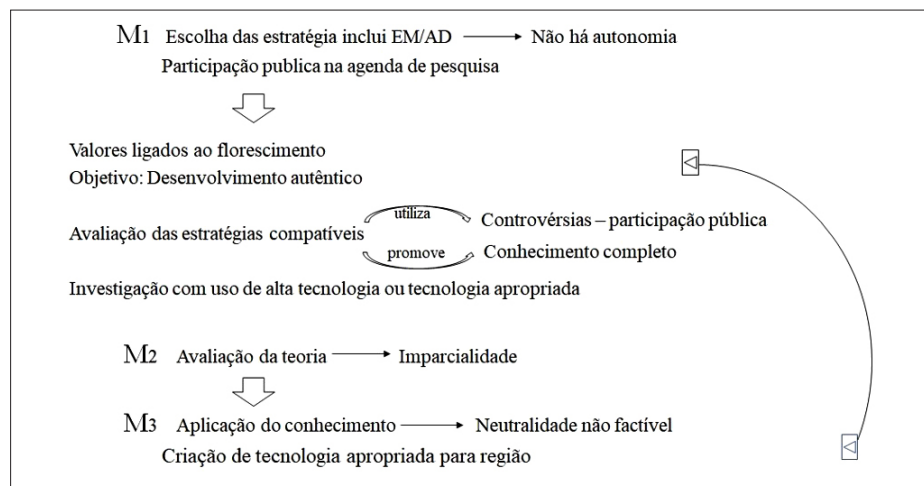 M1 Escolha das estratégia inclui EM/AD Não há autonomia
Participação publica na agenda de pesquisa
Valores ligados ao florescimento
Objetivo: Desenvolvimento autêntico
utiliza
Controvérsias – participação pública
Avaliação das estratégias compatíveis
promove
Conhecimento completo
Investigação com uso de alta tecnologia ou tecnologia apropriada
M2 Avaliação da teoria Imparcialidade
M3 Aplicação do conhecimento Neutralidade não factível
Criação de tecnologia apropriada para região